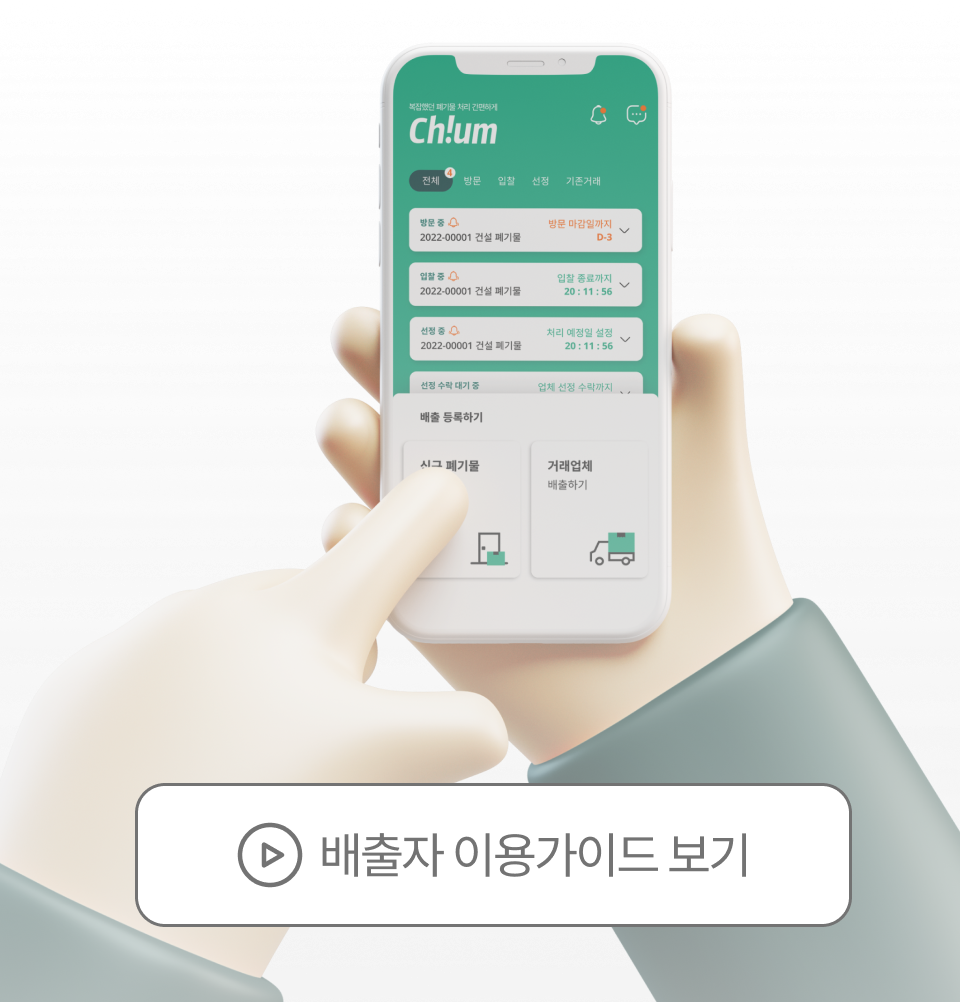 복잡했던 폐기물 처리 간편하게
Ch!um
전체 4 방문 입찰 선정 기존거래
방문 중 방문 마감일까지
2022-00001 건설 폐기물 D-3
입찰 중 입찰 종료까지
2022-00001 건설 폐기물 20 : 11 : 56
선정 중 처리 예정일 설정
2022-00001 건설 폐기물 20 : 11 : 56
선정 수락 대기 중 업체 선정 수락까지
배출 등록하기
신규 폐기물 거래업체
배출하기
배출자 이용가이드 보기